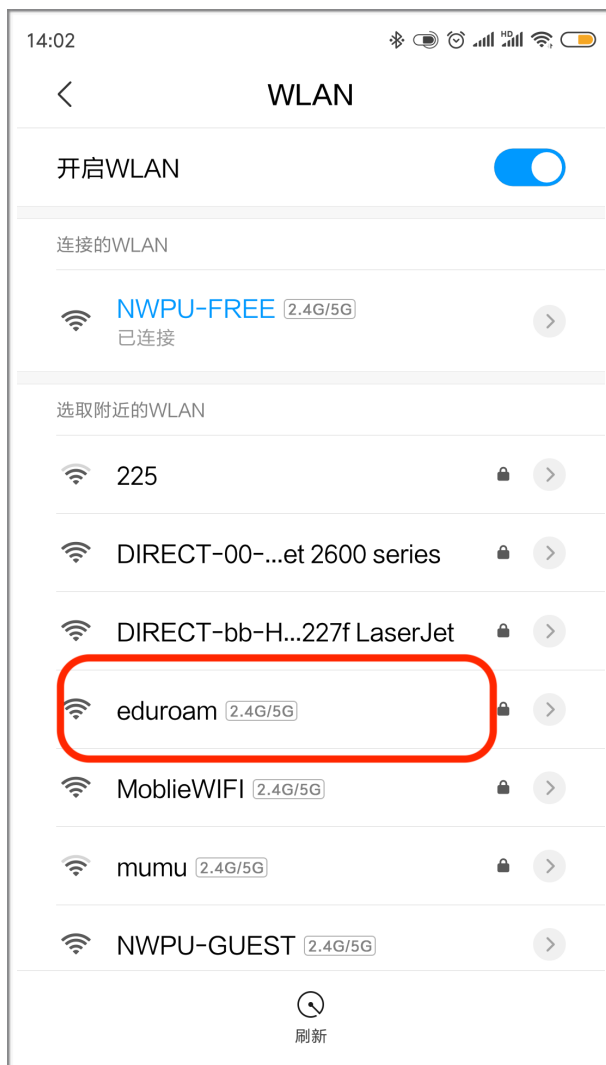 14:02
HD
WLAN
开启WLAN
连接的WLAN
NWPU-FREE 2.4G/5G
已连接
选取附近的WLAN
225
DIRECT-00-...et 2600 series
DIRECT-bb-H...227f LaserJet
eduroam 2.4G/5G
MoblieWIFI 2.4G/5G
mumu 2.4G/5G
NWPU-GUEST 2.4G/5G
刷新